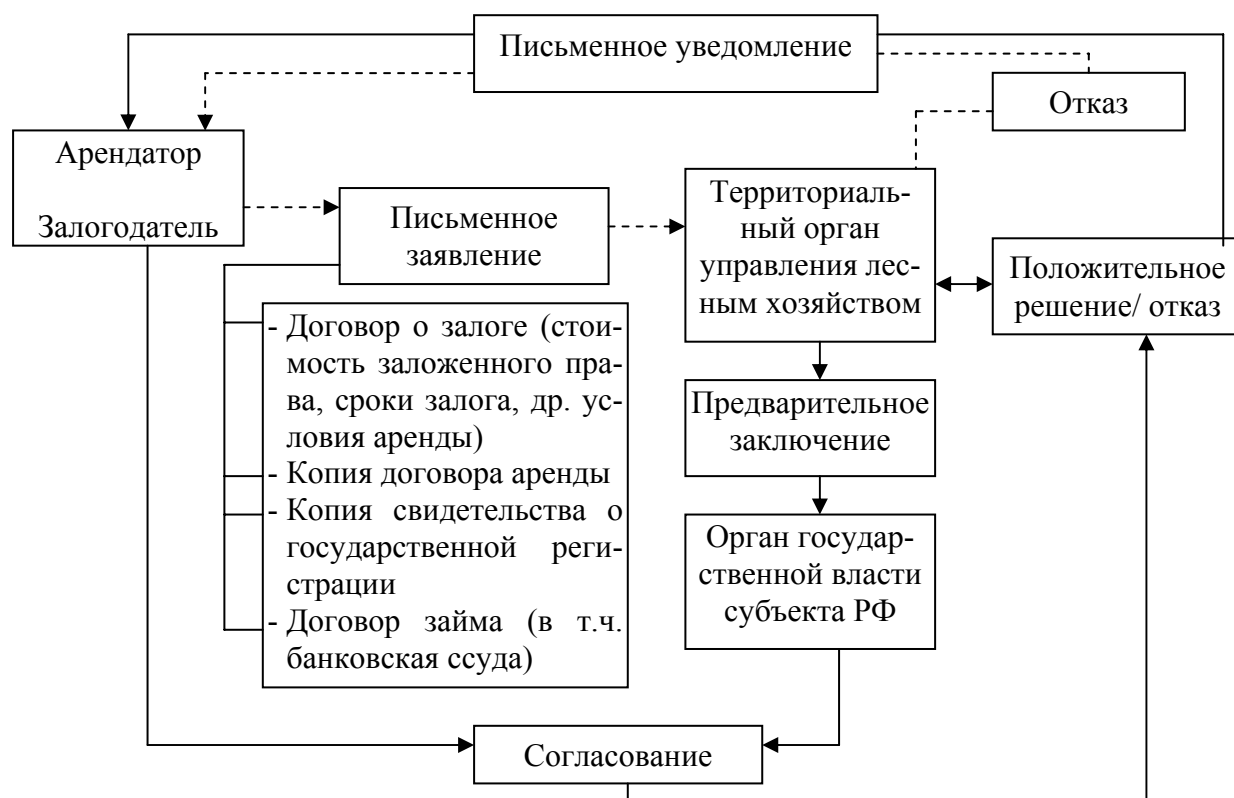 Письменное уведомление
Отказ
Арендатор
Залогодатель
Письменное
заявление
Территориаль-
ный орган
управления лес-
ным хозяйством
Положительное
решение/ отказ
- Договор о залоге (стои-
мость заложенного пра-
ва, сроки залога, др. ус-
ловия аренды)
- Копия договора аренды
- Копия свидетельства о
государственной реги-
страции
- Договор займа (в т.ч.
банковская ссуда)
Предварительное
заключение
Орган государ-
ственной власти
субъекта РФ
Согласование